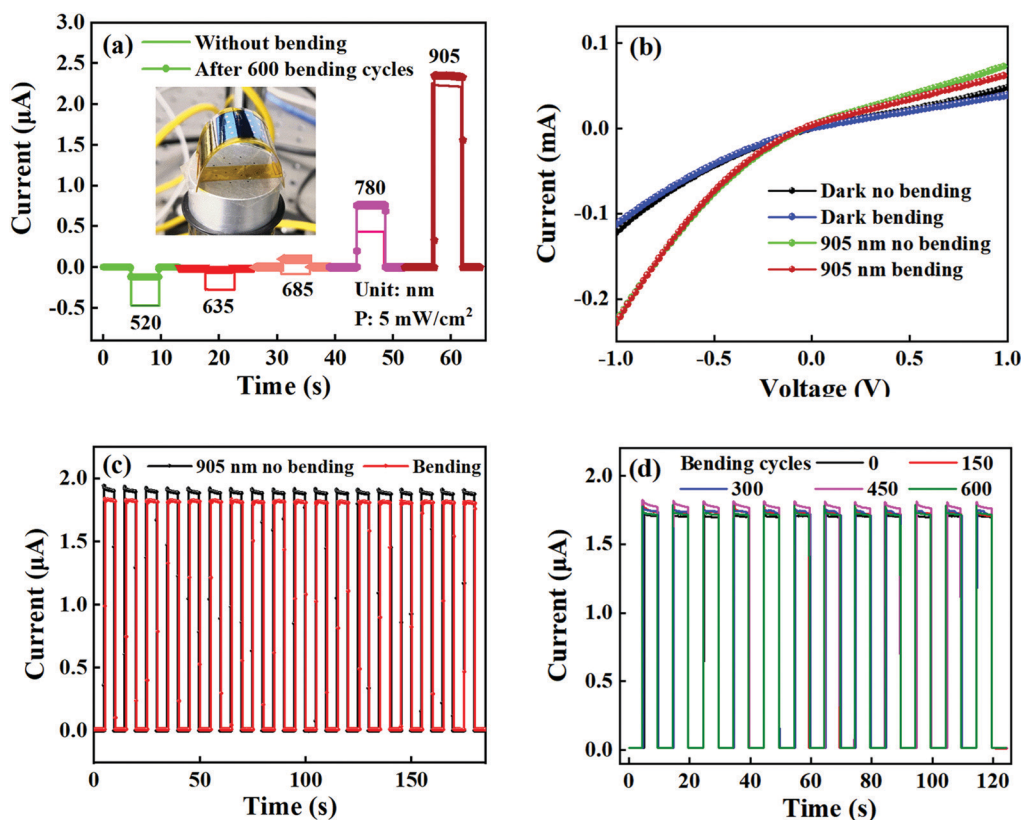 (a)
Without bending
After 600 bending cycles
905
780
520
635
685
Unit: nm
P: 5 mW/cm²
3.0
2.5
2.0
1.5
1.0
0.5
0.0
-0.5
Current (µA)
0 10 20 30 40 50 60
Time (s)
(b)
0.1
0.0
-0.1
-0.2
Current (mA)
Dark no bending
Dark bending
905 nm no bending
905 nm bending
-1.0 -0.5 0.0 0.5 1.0
Voltage (V)
(c)
905 nm no bending Bending
2.0
1.5
1.0
0.5
0.0
Current (µA)
0 50 100 150
Time (s)
(d)
Bending cycles 0 150
300 450 600
2.0
1.5
1.0
0.5
0.0
Current (µA)
0 20 40 60 80 100 120
Time (s)